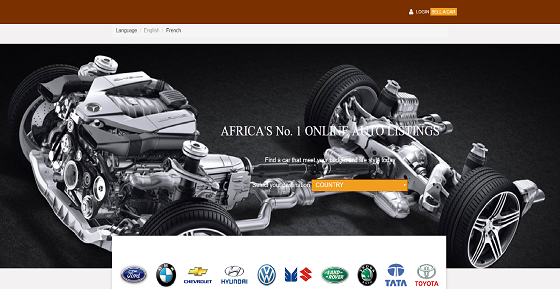 LOGIN SELL A CAR
Language / English / French
AFRICA'S No. 1 ONLINE AUTO LISTINGS
Find a car that meet your budget and life style today
Select your destination COUNTRY
Ford CHEVROLET HYUNDAI LAND ROVER TATA TOYOTA